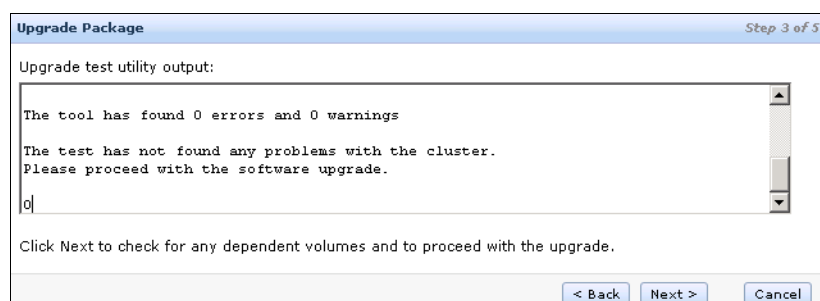 Upgrade Package Step 3 of 5
Upgrade test utility output:
The tool has found 0 errors and 0 warnings
The test has not found any problems with the cluster.
Please proceed with the software upgrade.
0
Click Next to check for any dependent volumes and to proceed with the upgrade.
< Back Next > Cancel